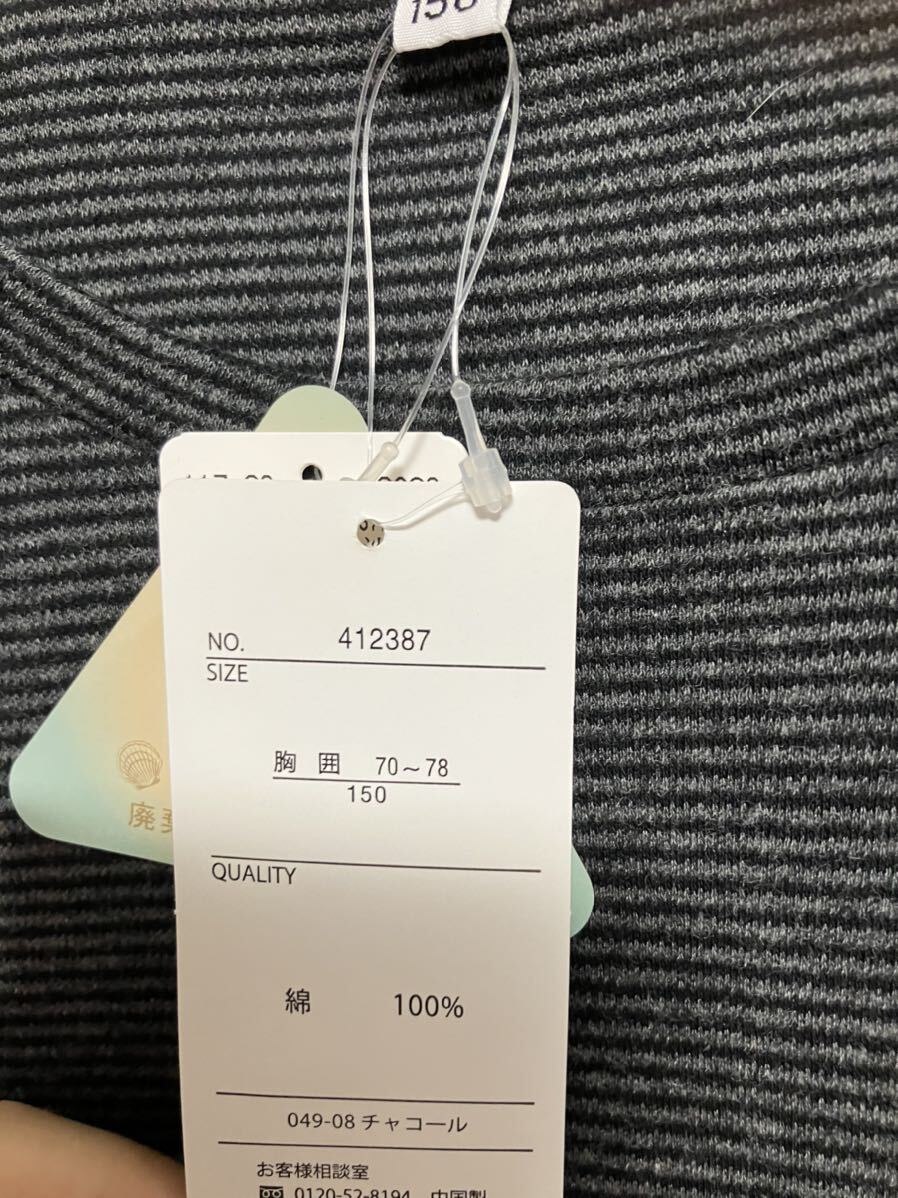 150
NO. 412387
SIZE
胸 囲 70~78
150
QUALITY
綿 100%
049-08 チャコール
お客様相談室
0120-52-8194 中国製
廃